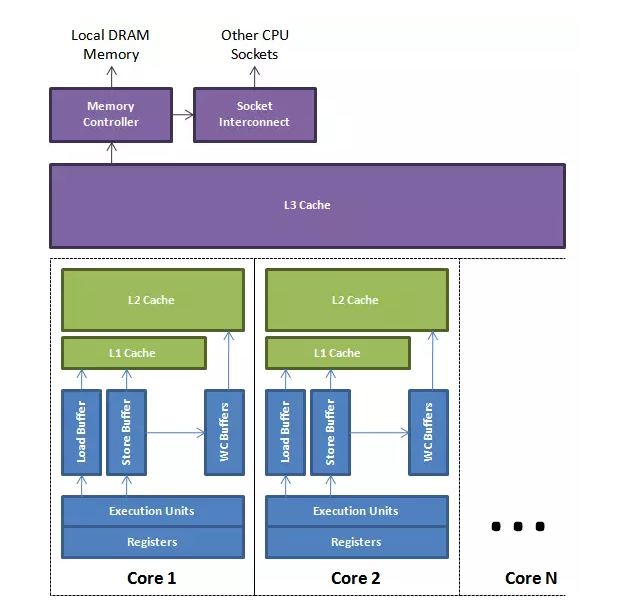 Local DRAM
Memory
Other CPU
Sockets
Memory
Controller
Socket
Interconnect
L3 Cache
L2 Cache
L1 Cache
Load Buffer
Store Buffer
WC Buffers
Execution Units
Registers
Core 1
L2 Cache
L1 Cache
Load Buffer
Store Buffer
WC Buffers
Execution Units
Registers
Core 2
...
Core N